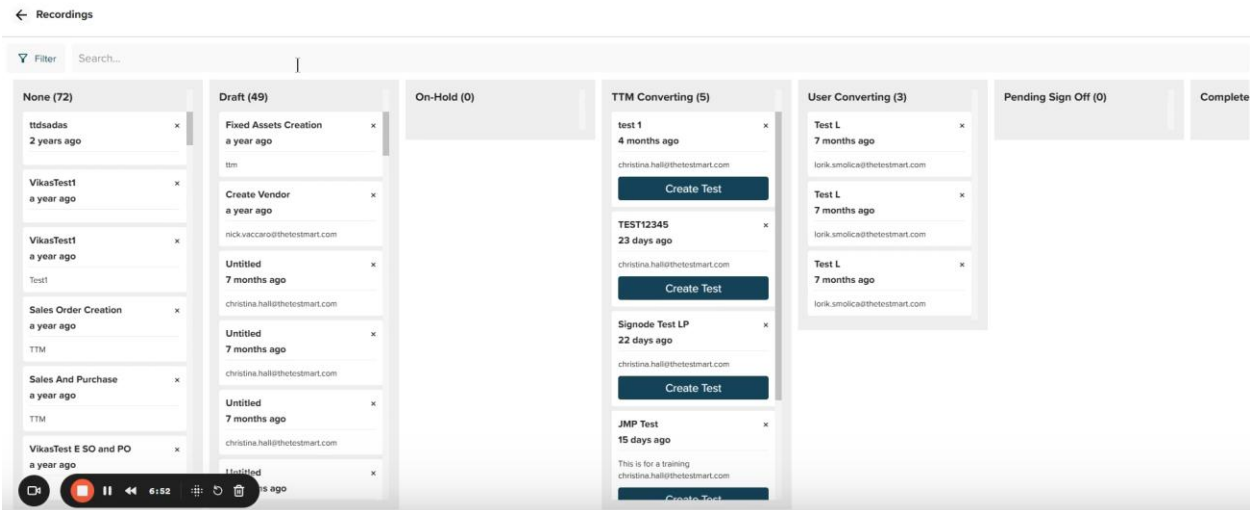 Recordings
Filter
Search...
None (72)
ttdsadas
2 years ago
VikasTest1
a year ago
VikasTest1
a year ago
Test1
Sales Order Creation
a year ago
TTM
Sales And Purchase
a year ago
TTM
VikasTest E SO and PO
a year ago
Draft (49)
Fixed Assets Creation
a year ago
ttm
Create Vendor
a year ago
nick.vaccaro@thetestmart.com
Untitled
7 months ago
christina.hall@thetestmart.com
Untitled
7 months ago
christina.hall@thetestmart.com
Untitled
7 months ago
christina.hall@thetestmart.com
Untitled
hs ago
On-Hold (0)
TTM Converting (5)
test 1
4 months ago
christina.hall@thetestmart.com
Create Test
TEST12345
23 days ago
christina.hall@thetestmart.com
Create Test
Signode Test LP
22 days ago
christina.hall@thetestmart.com
Create Test
JMP Test
15 days ago
This is for a training
christina.hall@thetestmart.com
Create Test
User Converting (3)
Test L
7 months ago
lorik.smolica@thetestmart.com
Test L
7 months ago
lorik.smolica@thetestmart.com
Test L
7 months ago
lorik.smolica@thetestmart.com
Pending Sign Off (0)
Complete
6:52